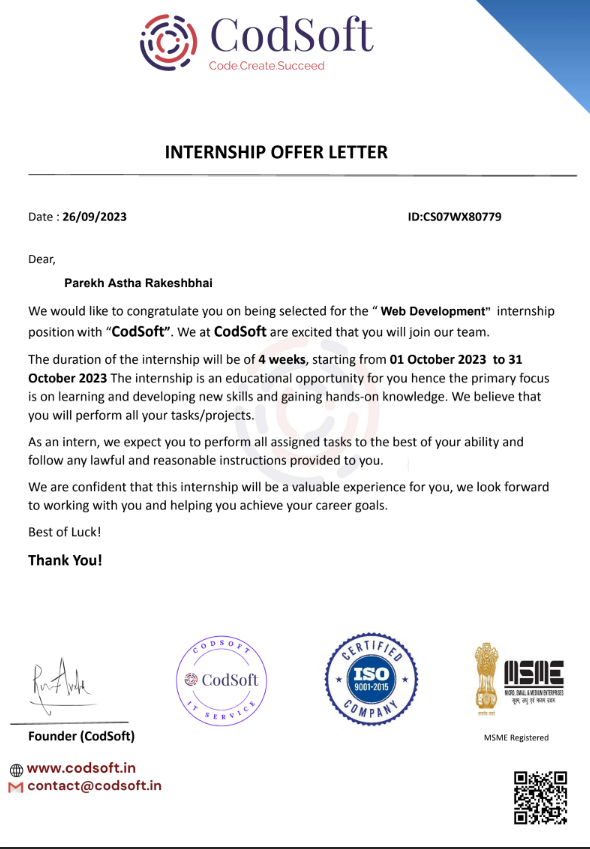 CodSoft
Code.Create.Succeed
INTERNSHIP OFFER LETTER
Date : 26/09/2023
ID:CS07WX80779
Dear,
Parekh Astha Rakeshbhai
We would like to congratulate you on being selected for the “ Web Development” internship
position with “CodSoft”. We at CodSoft are excited that you will join our team.
The duration of the internship will be of 4 weeks, starting from 01 October 2023 to 31
October 2023 The internship is an educational opportunity for you hence the primary focus
is on learning and developing new skills and gaining hands-on knowledge. We believe that
you will perform all your tasks/projects.
As an intern, we expect you to perform all assigned tasks to the best of your ability and
follow any lawful and reasonable instructions provided to you.
We are confident that this internship will be a valuable experience for you, we look forward
to working with you and helping you achieve your career goals.
Best of Luck!
Thank You!
CODSOFT
CodSoft
IT SERVICE
CERTIFIED
ISO
9001-2015
COMPANY
MSME
MICRO, SMALL & MEDIUM ENTERPRISES
सूक्ष्म, लघु एवं मध्यम उद्यम
Founder (CodSoft)
MSME Registered
www.codsoft.in
contact@codsoft.in